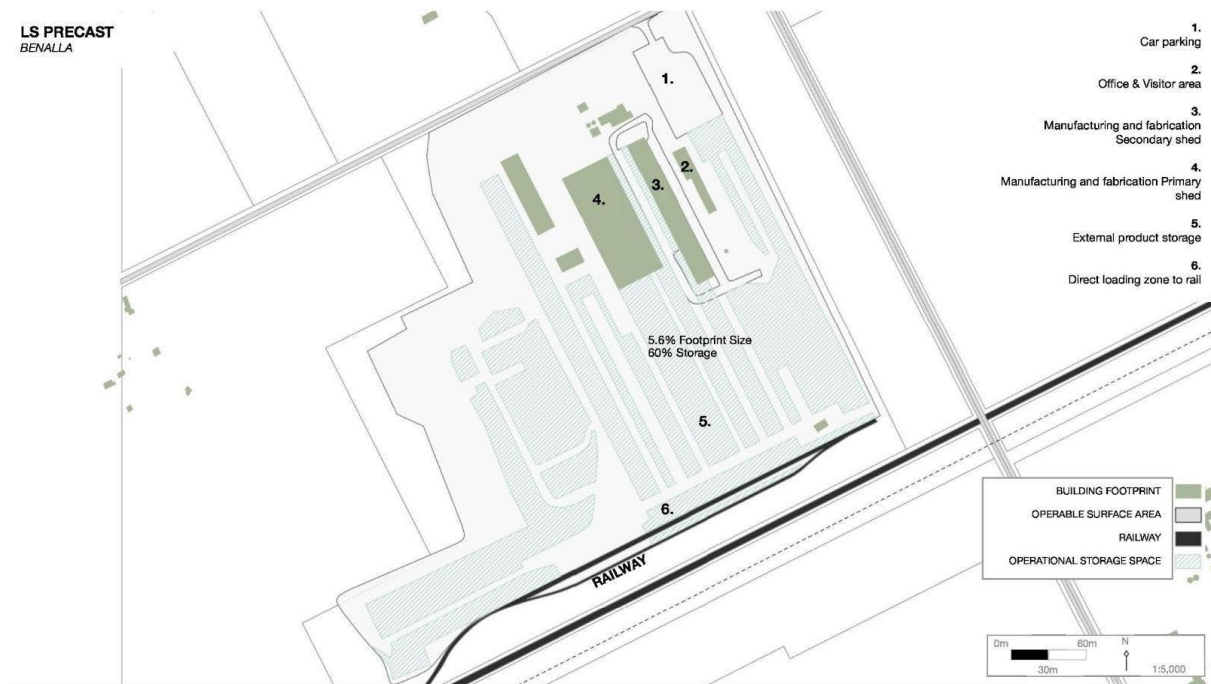 LS PRECAST
BENALLA
1.
Car parking
2.
Office & Visitor area
3.
Manufacturing and fabrication
Secondary shed
4.
Manufacturing and fabrication Primary
shed
5.
External product storage
6.
Direct loading zone to rail
1.
2.
3.
4.
5.6% Footprint Size
60% Storage
5.
6.
RAILWAY
BUILDING FOOTPRINT
OPERABLE SURFACE AREA
RAILWAY
OPERATIONAL STORAGE SPACE
0m 60m N
30m 1:5,000